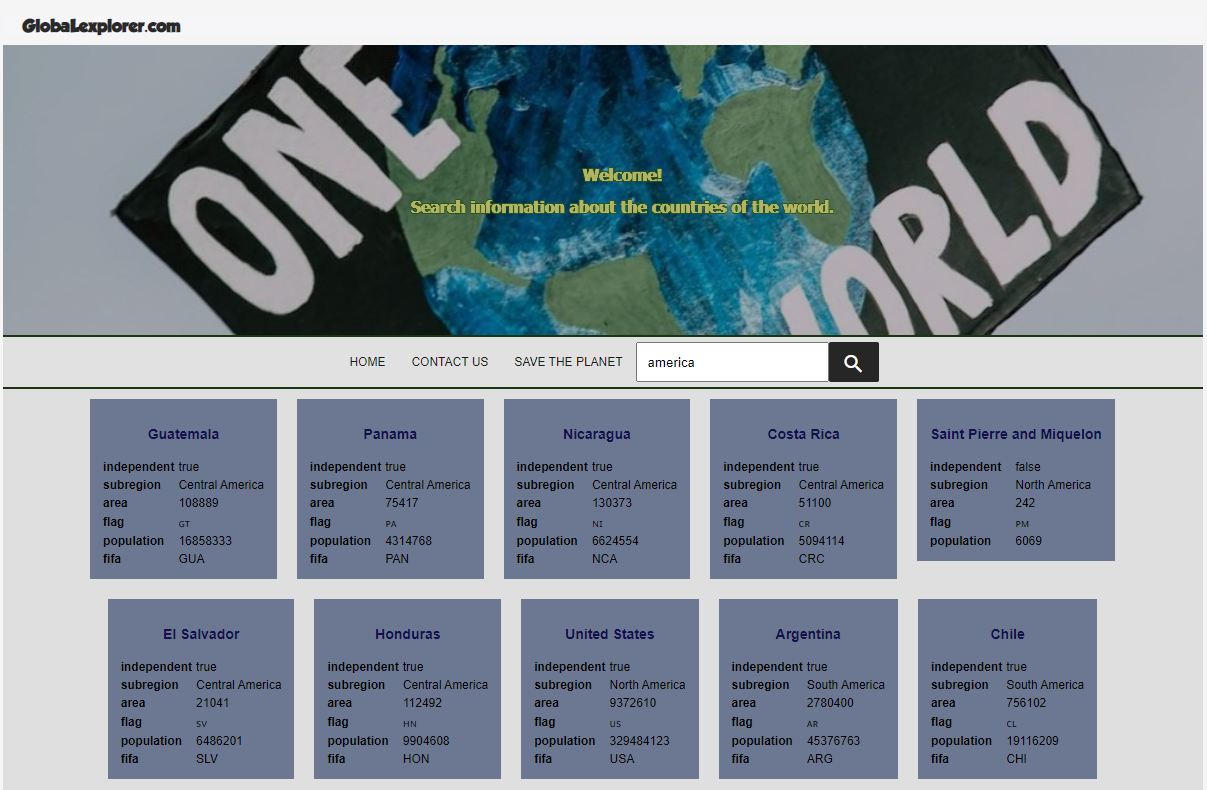 GlobaLexplorer.com
ONE
WORLD
Welcome!
Search information about the countries of the world.
HOME CONTACT US SAVE THE PLANET america
Guatemala
independent true
subregion Central America
area 108889
flag GT
population 16858333
fifa GUA
Panama
independent true
subregion Central America
area 75417
flag PA
population 4314768
fifa PAN
Nicaragua
independent true
subregion Central America
area 130373
flag NI
population 6624554
fifa NCA
Costa Rica
independent true
subregion Central America
area 51100
flag CR
population 5094114
fifa CRC
Saint Pierre and Miquelon
independent false
subregion North America
area 242
flag PM
population 6069
El Salvador
independent true
subregion Central America
area 21041
flag SV
population 6486201
fifa SLV
Honduras
independent true
subregion Central America
area 112492
flag HN
population 9904608
fifa HON
United States
independent true
subregion North America
area 9372610
flag US
population 329484123
fifa USA
Argentina
independent true
subregion South America
area 2780400
flag AR
population 45376763
fifa ARG
Chile
independent true
subregion South America
area 756102
flag CL
population 19116209
fifa CHI